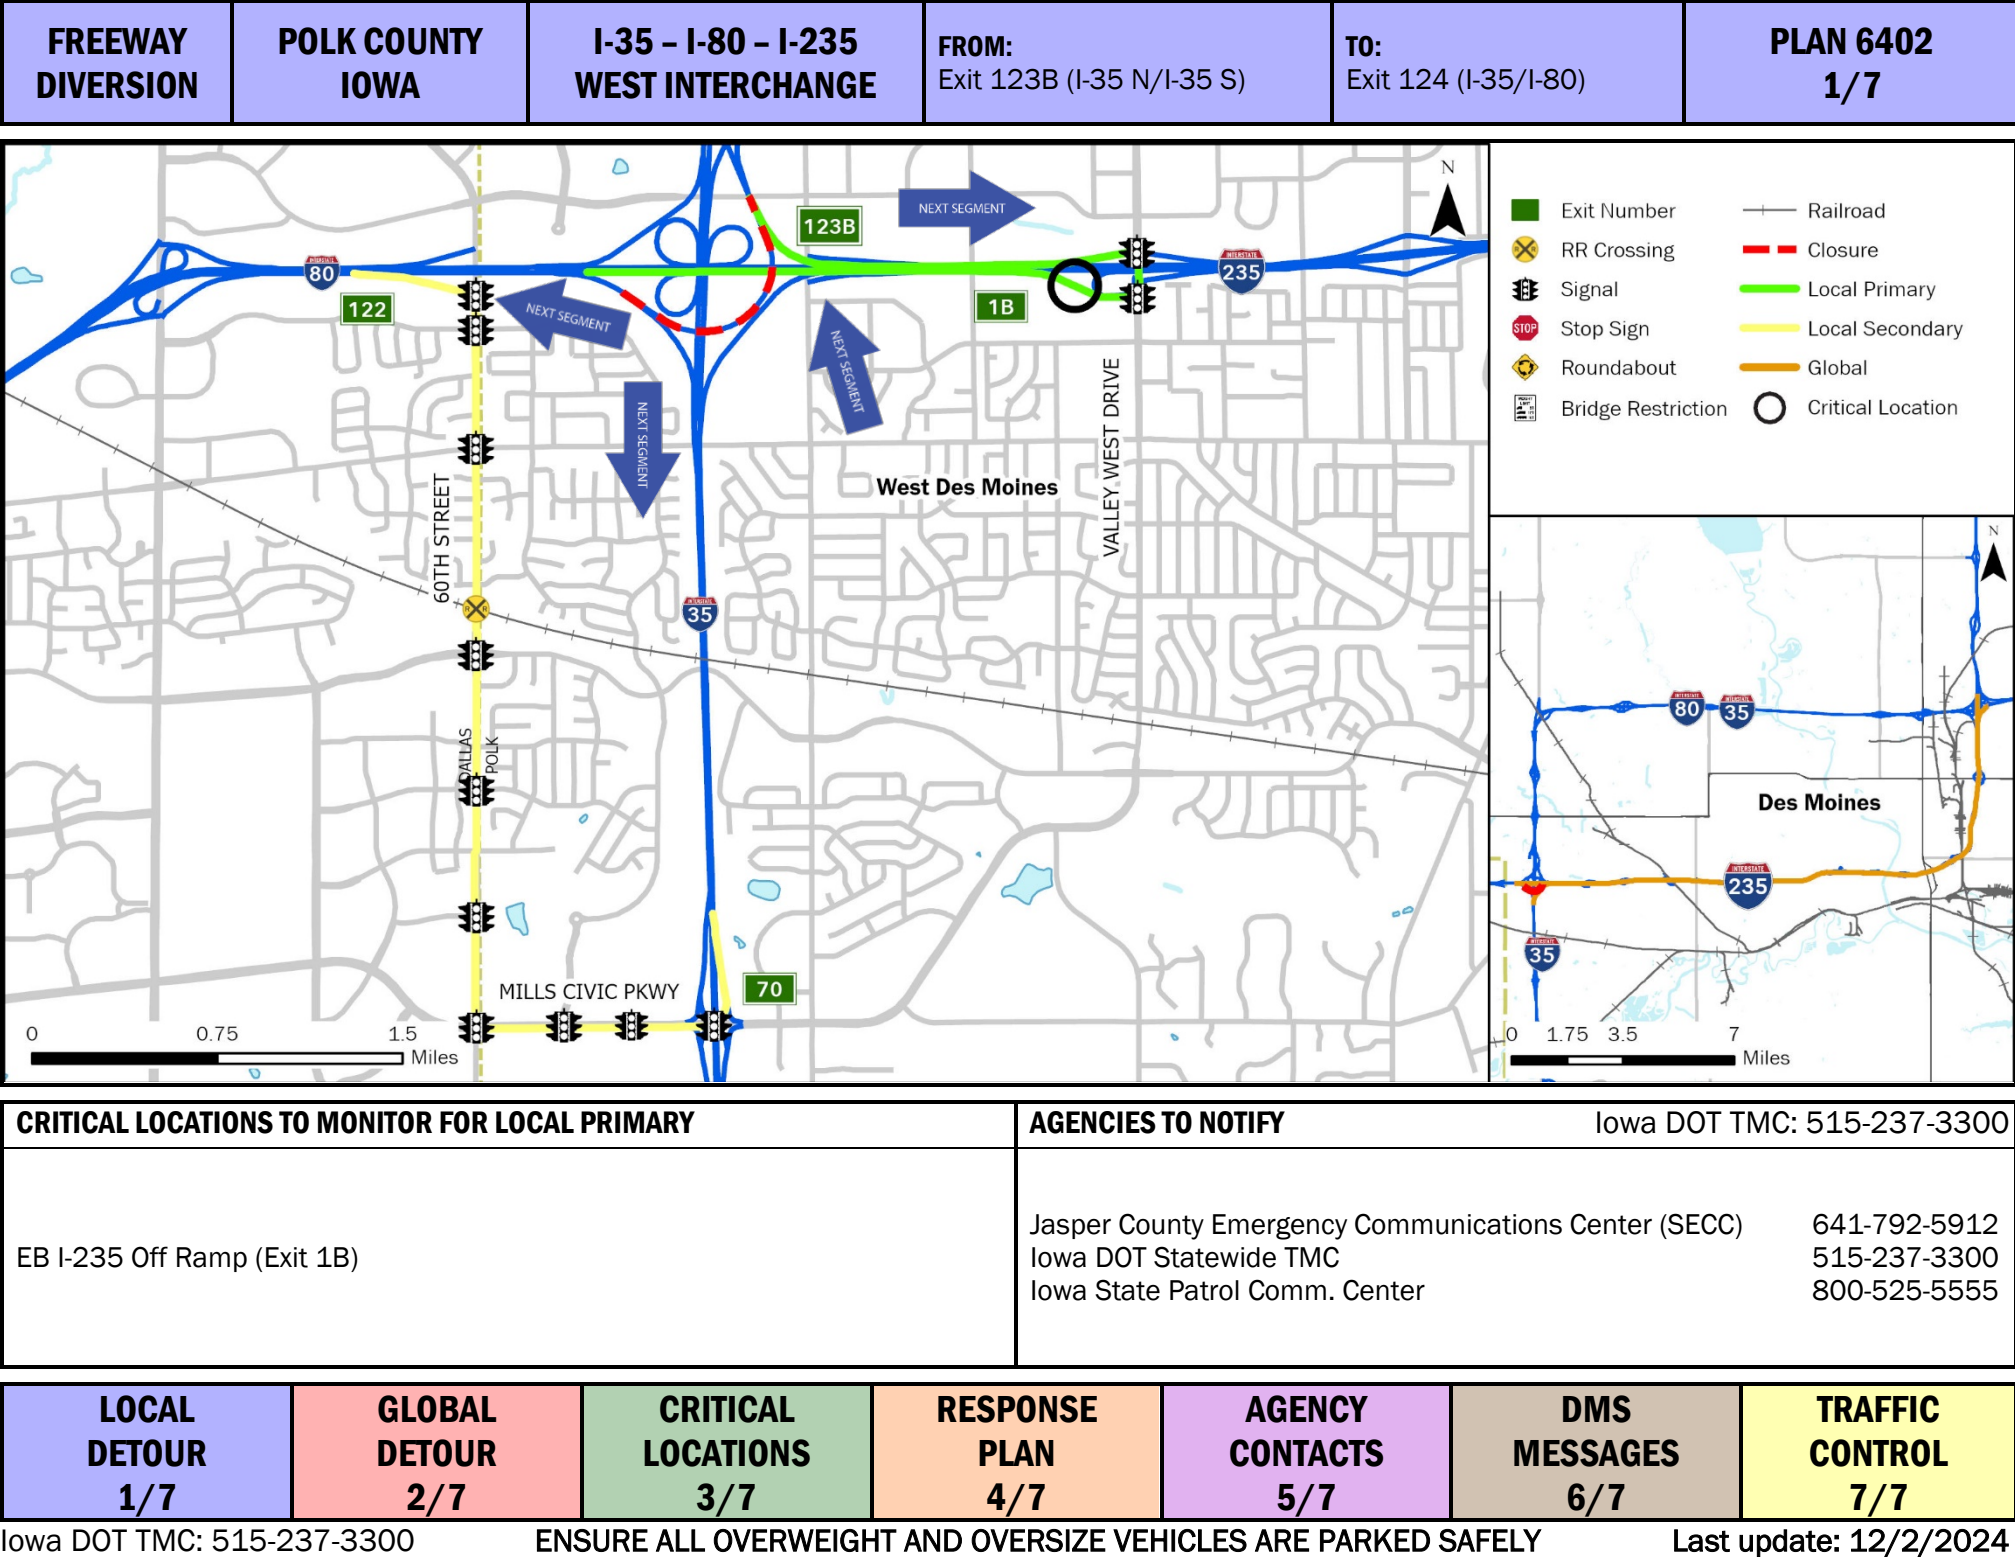 FREEWAY
DIVERSION
POLK COUNTY
IOWA
I-35 – I-80 – I-235
WEST INTERCHANGE
FROM:
Exit 123B (I-35 N/I-35 S)
TO:
Exit 124 (I-35/I-80)
PLAN 6402
1/7
NEXT SEGMENT
123B
N
INTERSTATE
80
122
NEXT SEGMENT
1B
INTERSTATE
235
NEXT SEGMENT
NEXT SEGMENT
VALLEY WEST DRIVE
West Des Moines
60TH STREET
R R
INTERSTATE
35
DALLAS
POLK
70
MILLS CIVIC PKWY
0 0.75 1.5
Miles
Exit Number
RR Crossing
Signal
STOP
Stop Sign
Roundabout
Bridge Restriction
Railroad
Closure
Local Primary
Local Secondary
Global
Critical Location
N
INTERSTATE
80
INTERSTATE
35
Des Moines
INTERSTATE
235
INTERSTATE
35
0 1.75 3.5 7
Miles
CRITICAL LOCATIONS TO MONITOR FOR LOCAL PRIMARY
EB I-235 Off Ramp (Exit 1B)
AGENCIES TO NOTIFY Iowa DOT TMC: 515-237-3300
Jasper County Emergency Communications Center (SECC) 641-792-5912
Iowa DOT Statewide TMC 515-237-3300
Iowa State Patrol Comm. Center 800-525-5555
LOCAL
DETOUR
1/7
GLOBAL
DETOUR
2/7
CRITICAL
LOCATIONS
3/7
RESPONSE
PLAN
4/7
AGENCY
CONTACTS
5/7
DMS
MESSAGES
6/7
TRAFFIC
CONTROL
7/7
Iowa DOT TMC: 515-237-3300 ENSURE ALL OVERWEIGHT AND OVERSIZE VEHICLES ARE PARKED SAFELY Last update: 12/2/2024